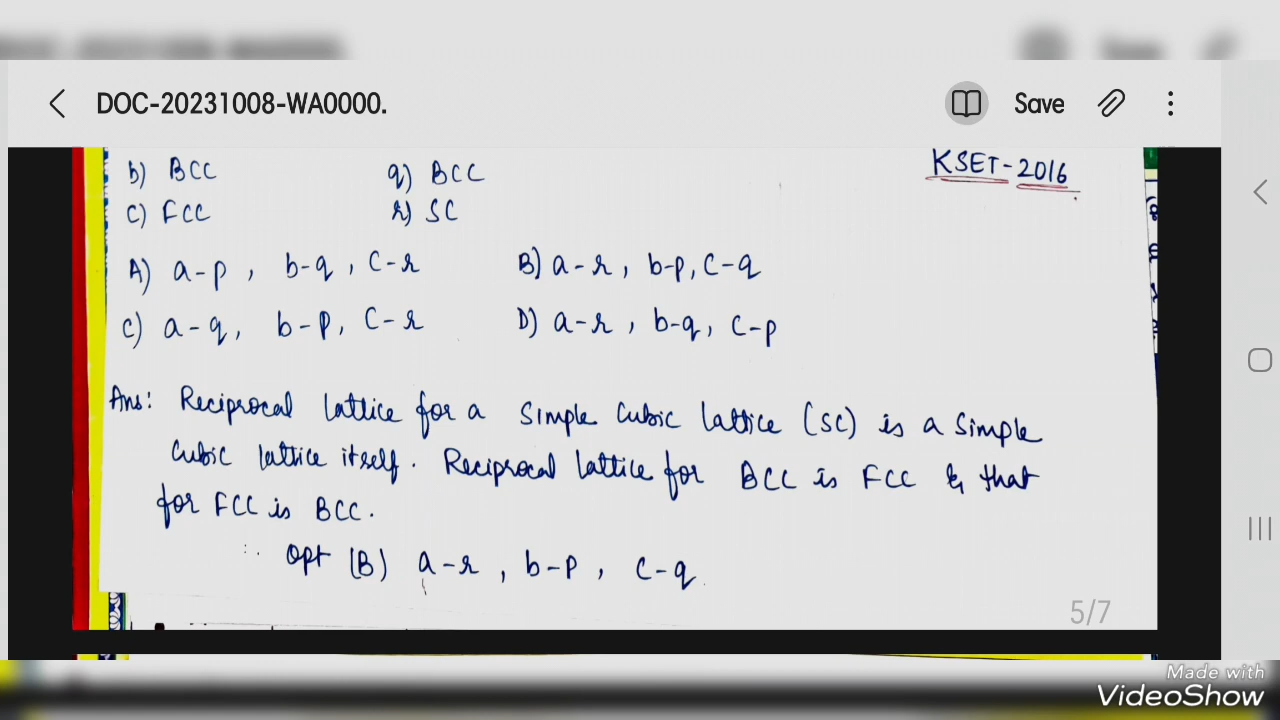 DOC-20231008-WA0000.
Save
b) BCC q) BCC KSET-2016
c) FCC r) SC
A) a-p, b-q, c-r B) a-r, b-p, c-q
C) a-q, b-p, c-r D) a-r, b-q, c-p
Ans: Reciprocal lattice for a simple cubic lattice (SC) is a simple
cubic lattice itself. Reciprocal lattice for BCC is FCC & that
for FCC is BCC.
∴ opt (B) a-r, b-p, c-q
5/7
Made with
VideoShow